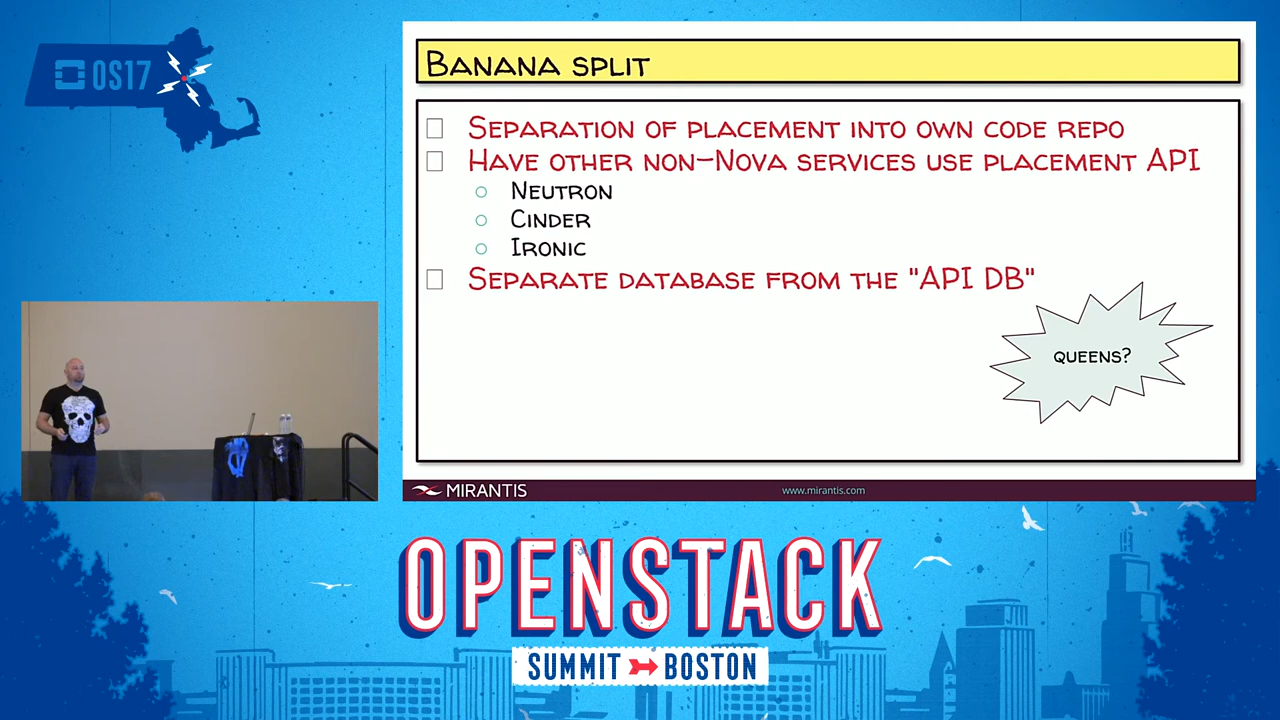 OS17
BANANA SPLIT
SEPARATION OF PLACEMENT INTO OWN CODE REPO
HAVE OTHER NON-NOVA SERVICES USE PLACEMENT API
NEUTRON
CINDER
IRONIC
SEPARATE DATABASE FROM THE "API DB"
QUEENS?
MIRANTIS
www.mirantis.com
OPENSTACK
SUMMIT BOSTON